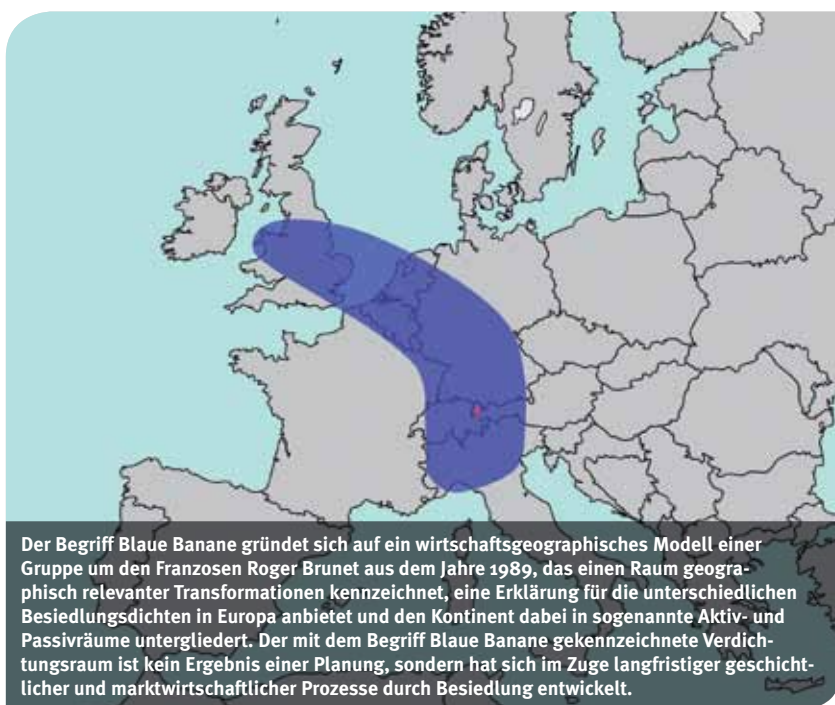 Der Begriff Blaue Banane gründet sich auf ein wirtschaftsgeographisches Modell einer
Gruppe um den Franzosen Roger Brunet aus dem Jahre 1989, das einen Raum geogra-
phisch relevanter Transformationen kennzeichnet, eine Erklärung für die unterschiedlichen
Besiedlungsdichten in Europa anbietet und den Kontinent dabei in sogenannte Aktiv- und
Passivräume untergliedert. Der mit dem Begriff Blaue Banane gekennzeichnete Verdich-
tungsraum ist kein Ergebnis einer Planung, sondern hat sich im Zuge langfristiger geschicht-
licher und marktwirtschaftlicher Prozesse durch Besiedlung entwickelt.